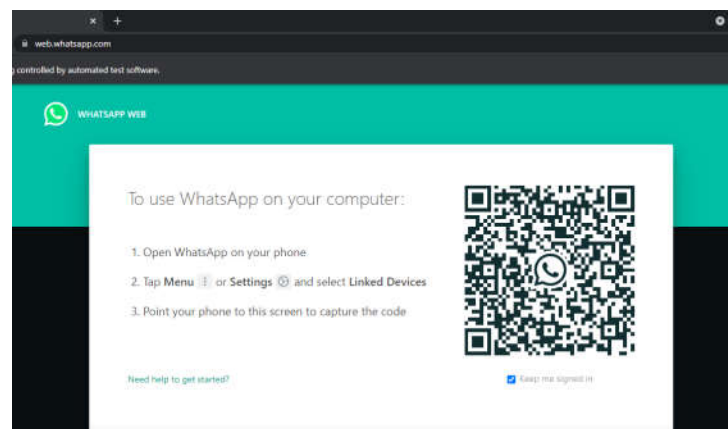 web.whatsapp.com
controlled by automated test software.
WHATSAPP WEB
To use WhatsApp on your computer:
1. Open WhatsApp on your phone
2. Tap Menu or Settings and select Linked Devices
3. Point your phone to this screen to capture the code
Need help to get started?
Keep me signed in